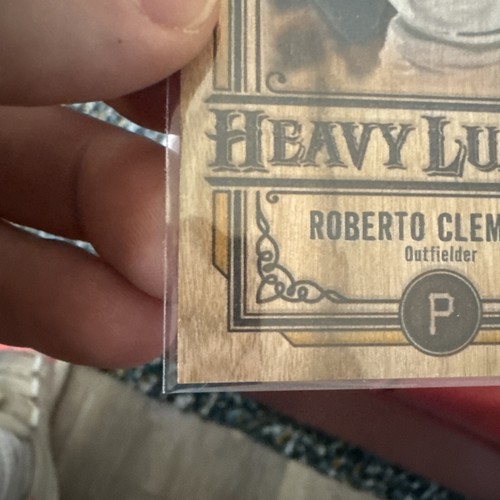 HEAVY LU
ROBERTO CLEM
Outfielder
P